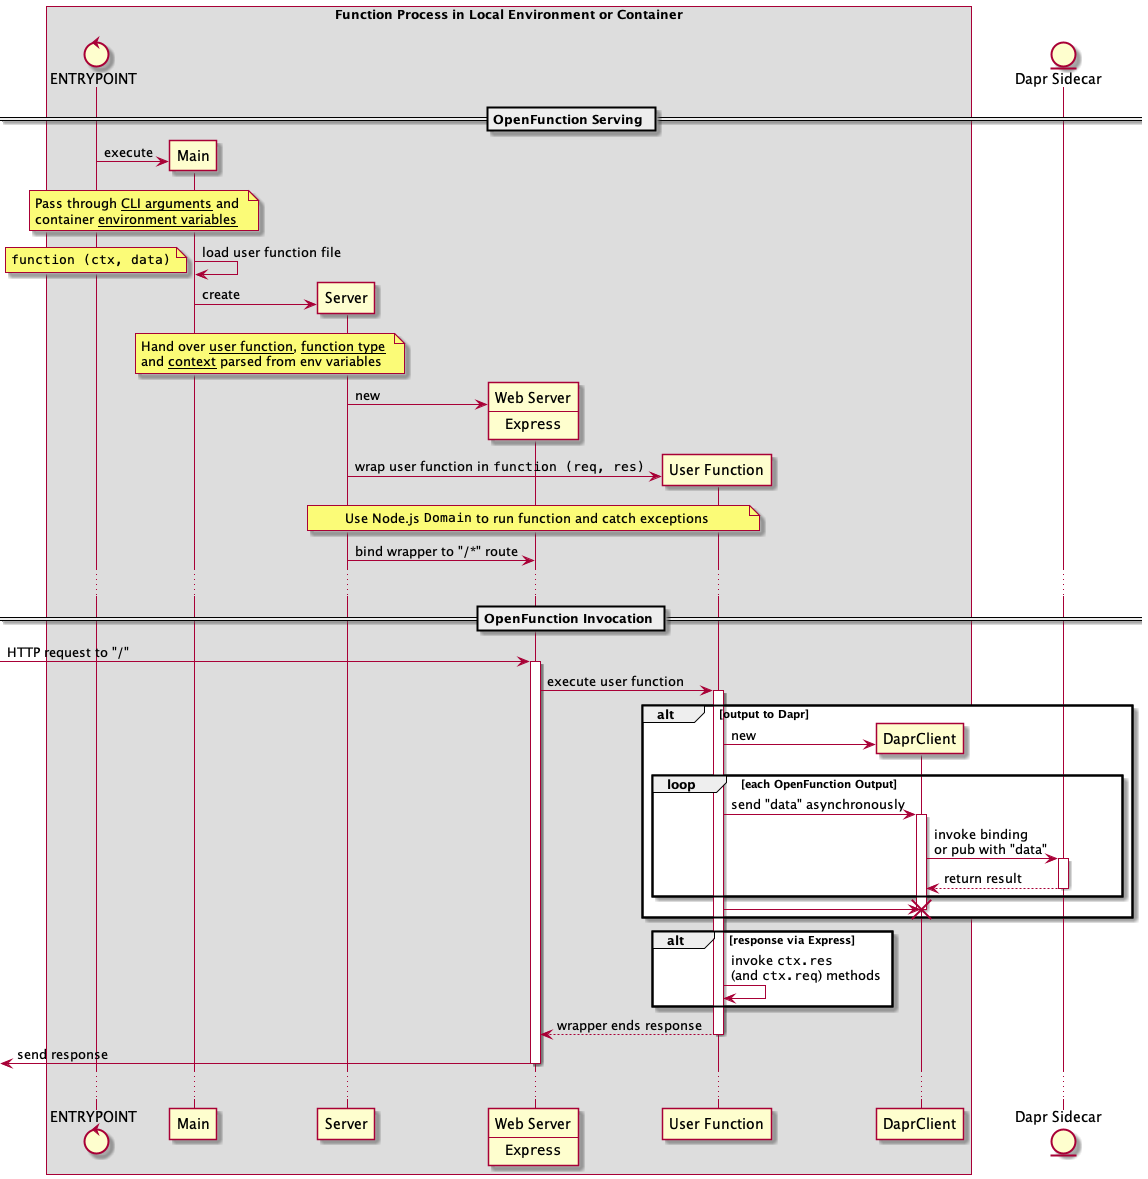 Function Process in Local Environment or Container
ENTRYPOINT
Dapr Sidecar
OpenFunction Serving
execute
Main
Pass through CLI arguments and
container environment variables
function (ctx, data)
load user function file
create
Server
Hand over user function, function type
and context parsed from env variables
new
Web Server
Express
wrap user function in function (req, res)
User Function
Use Node.js Domain to run function and catch exceptions
bind wrapper to "/*" route
OpenFunction Invocation
HTTP request to "/"
execute user function
alt
[output to Dapr]
new
DaprClient
loop
[each OpenFunction Output]
send "data" asynchronously
invoke binding
or pub with "data"
return result
alt
[response via Express]
invoke ctx.res
(and ctx.req) methods
wrapper ends response
send response
ENTRYPOINT
Main
Server
Web Server
Express
User Function
DaprClient
Dapr Sidecar